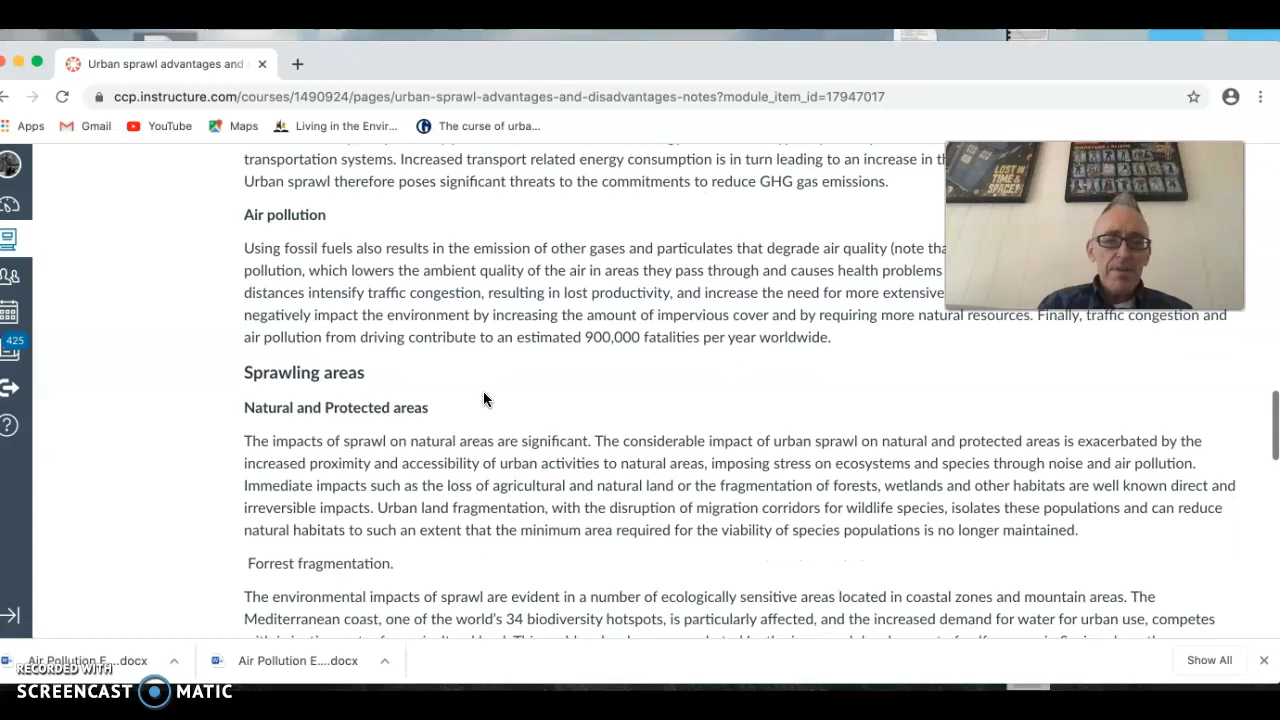 Urban sprawl advantages and
ccp.instructure.com/courses/1490924/pages/urban-sprawl-advantages-and-disadvantages-notes?module_item_id=17947017
Apps Gmail YouTube Maps Living in the Envir... The curse of urba...
transportation systems. Increased transport related energy consumption is in turn leading to an increase in
Urban sprawl therefore poses significant threats to the commitments to reduce GHG gas emissions.
LOST IN
TIME &
SPACE!
Air pollution
Using fossil fuels also results in the emission of other gases and particulates that degrade air quality (note
pollution, which lowers the ambient quality of the air in areas they pass through and causes health problems
distances intensify traffic congestion, resulting in lost productivity, and increase the need for more extensive
negatively impact the environment by increasing the amount of impervious cover and by requiring more natural resources. Finally, traffic congestion and
air pollution from driving contribute to an estimated 900,000 fatalities per year worldwide.
425
Sprawling areas
Natural and Protected areas
The impacts of sprawl on natural areas are significant. The considerable impact of urban sprawl on natural and protected areas is exacerbated by the
increased proximity and accessibility of urban activities to natural areas, imposing stress on ecosystems and species through noise and air pollution.
Immediate impacts such as the loss of agricultural and natural land or the fragmentation of forests, wetlands and other habitats are well known direct and
irreversible impacts. Urban land fragmentation, with the disruption of migration corridors for wildlife species, isolates these populations and can reduce
natural habitats to such an extent that the minimum area required for the viability of species populations is no longer maintained.
Forrest fragmentation.
The environmental impacts of sprawl are evident in a number of ecologically sensitive areas located in coastal zones and mountain areas. The
Mediterranean coast, one of the world's 34 biodiversity hotspots, is particularly affected, and the increased demand for water for urban use, competes
Air Pollution E....docx Air Pollution E....docx Show All
RECORDED WITH
SCREENCAST MATIC